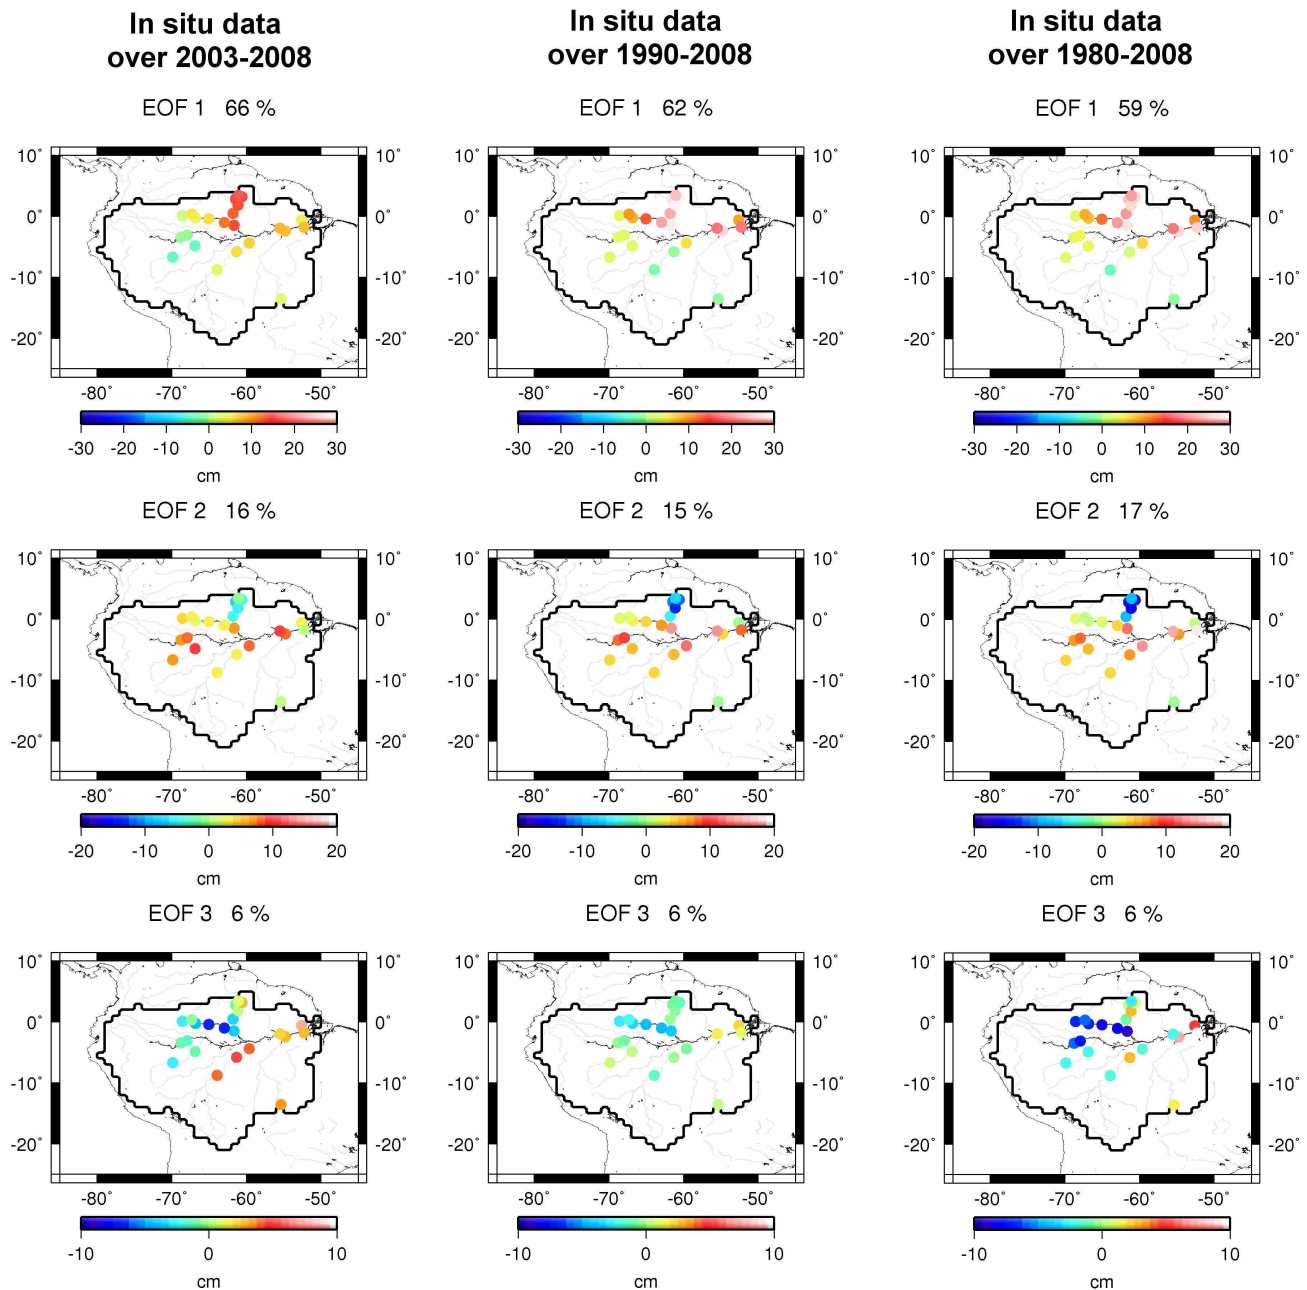 In situ data
over 2003-2008
In situ data
over 1990-2008
In situ data
over 1980-2008
EOF 1 66 %
EOF 1 62 %
EOF 1 59 %
10° 10° 10° 10° 10° 10°
0° 0° 0° 0° 0° 0°
-10° -10° -10° -10° -10° -10°
-20° -20° -20° -20° -20° -20°
-80 -70° -60° -50° -80 -70° -60° -50° -80 -70° -60° -50°
-30 -20 -10 0 10 20 30 -30 -20 -10 0 10 20 30 -30 -20 -10 0 10 20 30
cm cm cm
EOF 2 16 %
EOF 2 15 %
EOF 2 17 %
10° 10° 10° 10° 10° 10°
0° 0° 0° 0° 0° 0°
-10° -10° -10° -10° -10° -10°
-20° -20° -20° -20° -20° -20°
-80 -70° -60° -50° -80 -70° -60° -50° -80 -70° -60° -50°
-20 -10 0 10 20 -20 -10 0 10 20 -20 -10 0 10 20
cm cm cm
EOF 3 6 %
EOF 3 6 %
EOF 3 6 %
10° 10° 10° 10° 10° 10°
0° 0° 0° 0° 0° 0°
-10° -10° -10° -10° -10° -10°
-20° -20° -20° -20° -20° -20°
-80 -70° -60° -50° -80 -70° -60° -50° -80 -70° -60° -50°
-10 0 10 -10 0 10 -10 0 10
cm cm cm